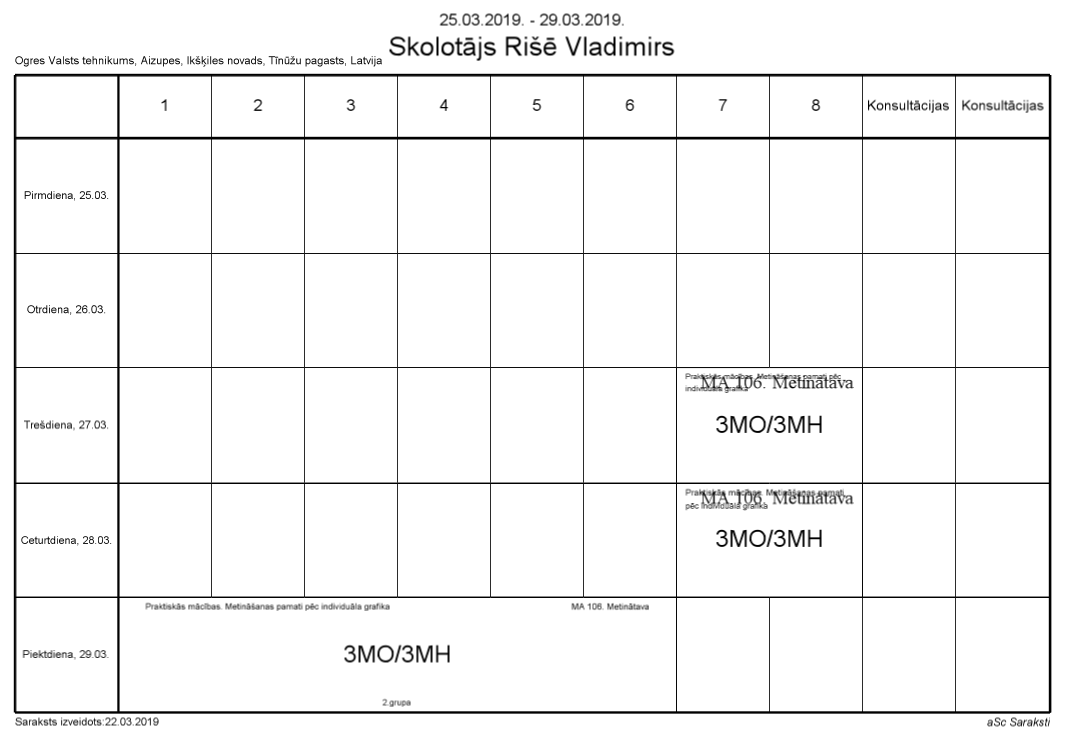 25.03.2019. - 29.03.2019.
Skolotājs Rišē Vladimirs
Ogres Valsts tehnikums, Aizupes, Ikšķiles novads, Tīnūžu pagasts, Latvija
1 2 3 4 5 6 7 8 Konsultācijas Konsultācijas
Pirmdiena, 25.03.
Otrdiena, 26.03.
Trešdiena, 27.03.
Praktiskās mācības. Metināšanas pamati pēc
individuāla grafika
MA 106. Metinātava
3MO/3MH
Ceturtdiena, 28.03.
Praktiskās mācības. Metināšanas pamati
pēc individuāla grafika
MA 106. Metinātava
3MO/3MH
Piektdiena, 29.03.
Praktiskās mācības. Metināšanas pamati pēc individuāla grafika MA 106. Metinātava
3MO/3MH
2.grupa
Saraksts izveidots:22.03.2019 aSc Saraksti